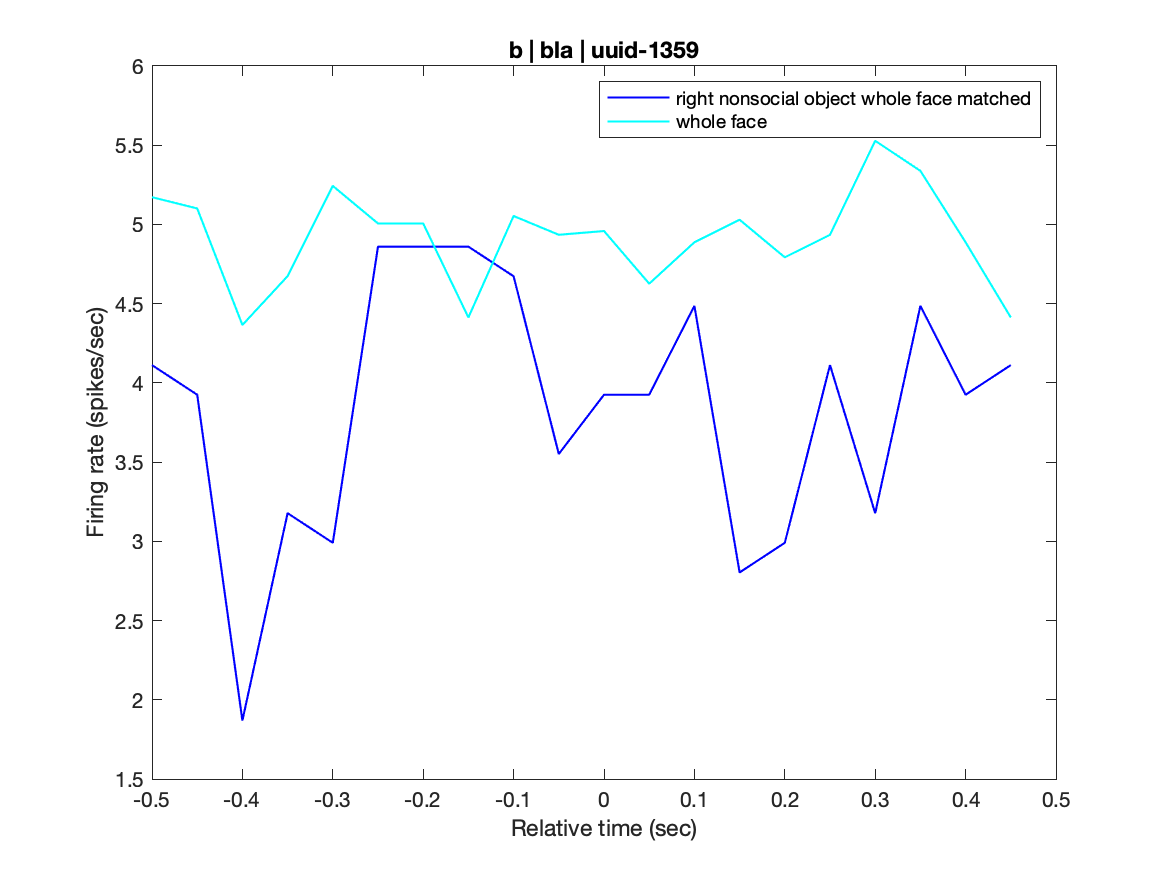 b | bla | uuid-1359
right nonsocial object whole face matched
whole face
6
5.5
5
4.5
4
3.5
3
2.5
2
1.5
Firing rate (spikes/sec)
-0.5 -0.4 -0.3 -0.2 -0.1 0 0.1 0.2 0.3 0.4 0.5
Relative time (sec)